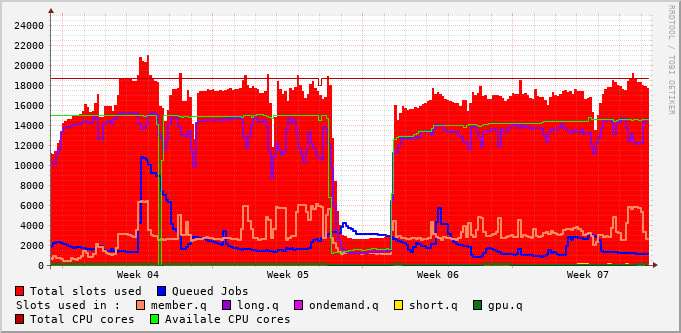 RRDTOOL / TOBI OETIKER
24000
22000
20000
18000
16000
14000
12000
10000
8000
6000
4000
2000
0
Week 04 Week 05 Week 06 Week 07
Total slots used Queued Jobs
Slots used in : member.q long.q ondemand.q short.q gpu.q
Total CPU cores Availale CPU cores